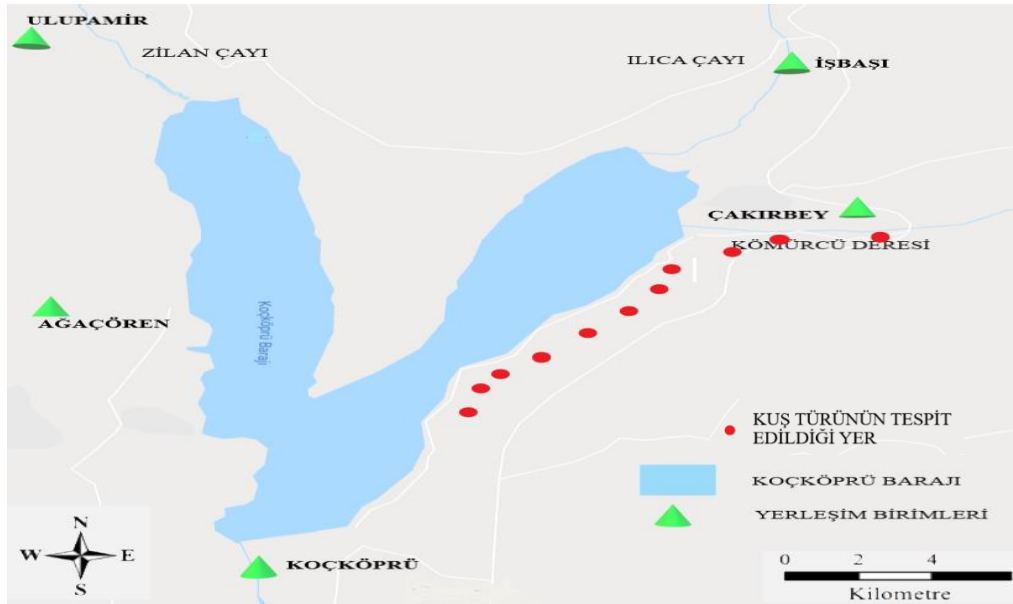 ULUPAMİR
ZİLAN ÇAYI
ILICA ÇAYI
İŞBAŞI
ÇAKIRBEY
KÖMÜRCÜ DERESİ
AĞAÇÖREN
Koçköprü Barajı
KUŞ TÜRÜNÜN TESPİT
EDİLDİĞİ YER
KOÇKÖPRÜ BARAJI
YERLEŞİM BİRİMLERİ
N
W E
S
KOÇKÖPRÜ
0 2 4
Kilometre